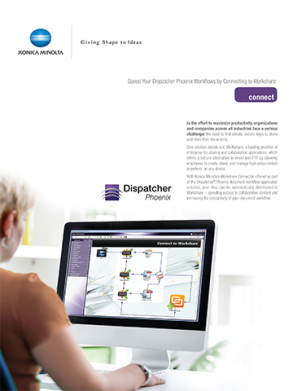 Giving Shape to Ideas
KONICA MINOLTA
Speed Your Dispatcher Phoenix Workflows by Connecting to Workshare.
connect
In the effort to maximize productivity, organizations
and companies across all industries face a serious
challenge: the need to find simple, secure ways to share
and store their documents.
One solution stands out: Workshare, a leading provider of
enterprise file sharing and collaboration applications, which
offers a secure alternative to email and FTP by allowing
employees to create, share, and manage high-value content
anywhere, on any device.
With Konica Minolta's Workshare Connector, offered as part
of the Dispatcher Phoenix document workflow application
solution, your files can be automatically distributed to
Workshare – speeding access to collaborative content and
increasing the productivity of your document workflow.
Dispatcher
Phoenix
Connect to Workshare